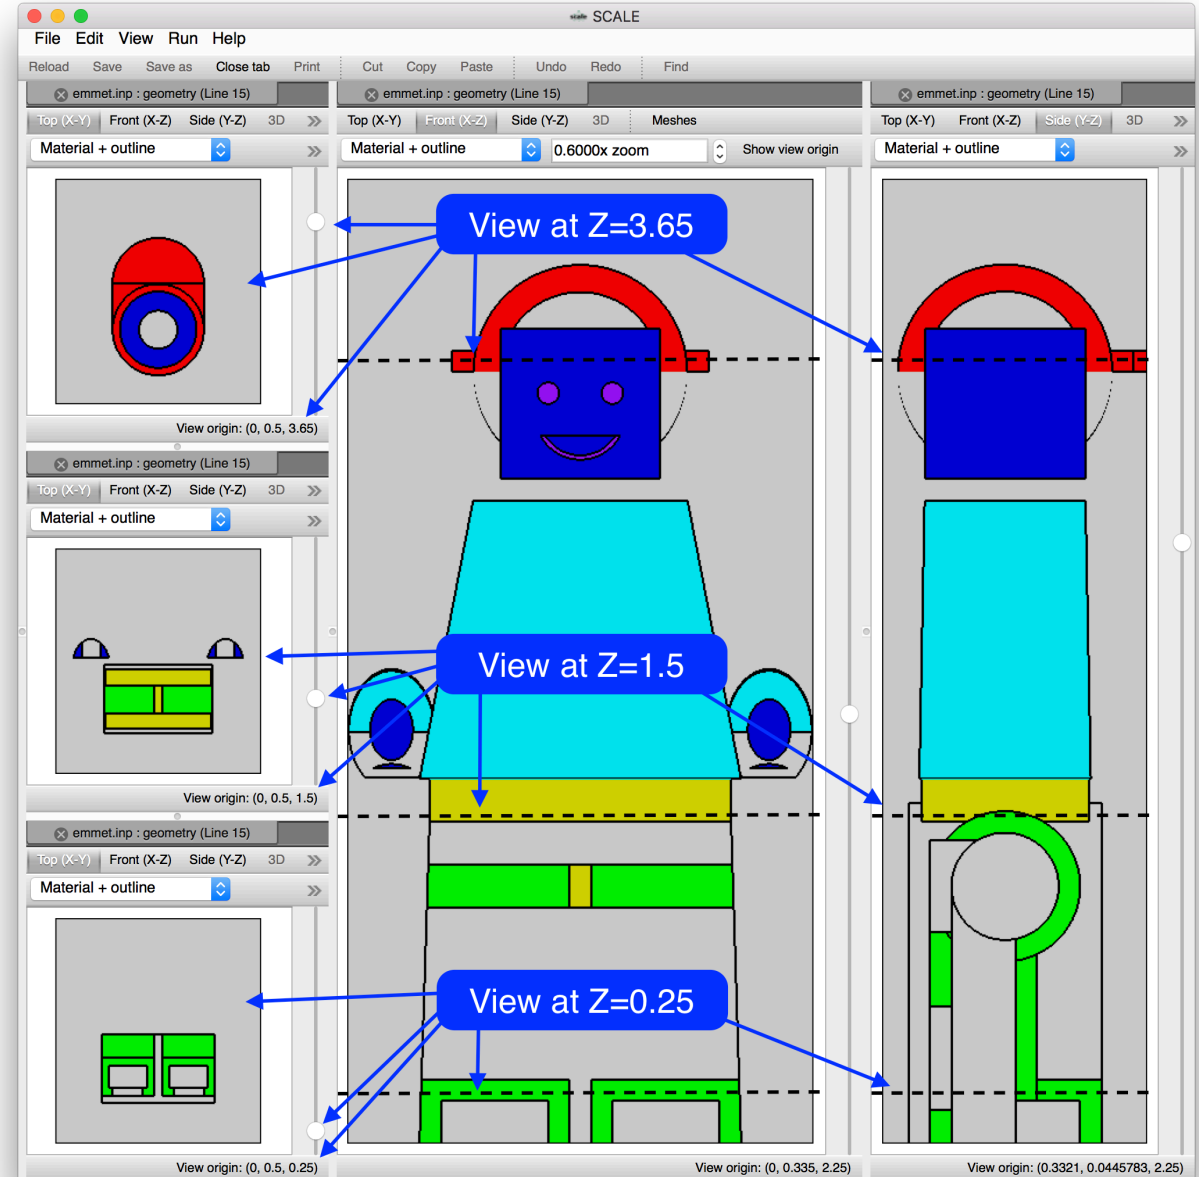 scale SCALE
File Edit View Run Help
Reload Save Save as Close tab Print Cut Copy Paste Undo Redo Find
emmet.inp : geometry (Line 15)
Top (X-Y) Front (X-Z) Side (Y-Z) 3D »
Material + outline »
View origin: (0, 0.5, 3.65)
emmet.inp : geometry (Line 15)
Top (X-Y) Front (X-Z) Side (Y-Z) 3D »
Material + outline »
View origin: (0, 0.5, 1.5)
emmet.inp : geometry (Line 15)
Top (X-Y) Front (X-Z) Side (Y-Z) 3D »
Material + outline »
View origin: (0, 0.5, 0.25)
emmet.inp : geometry (Line 15)
Top (X-Y) Front (X-Z) Side (Y-Z) 3D Meshes
Material + outline 0.6000x zoom Show view origin
View at Z=3.65
View at Z=1.5
View at Z=0.25
View origin: (0, 0.335, 2.25)
emmet.inp : geometry (Line 15)
Top (X-Y) Front (X-Z) Side (Y-Z) 3D »
Material + outline »
View origin: (0.3321, 0.0445783, 2.25)